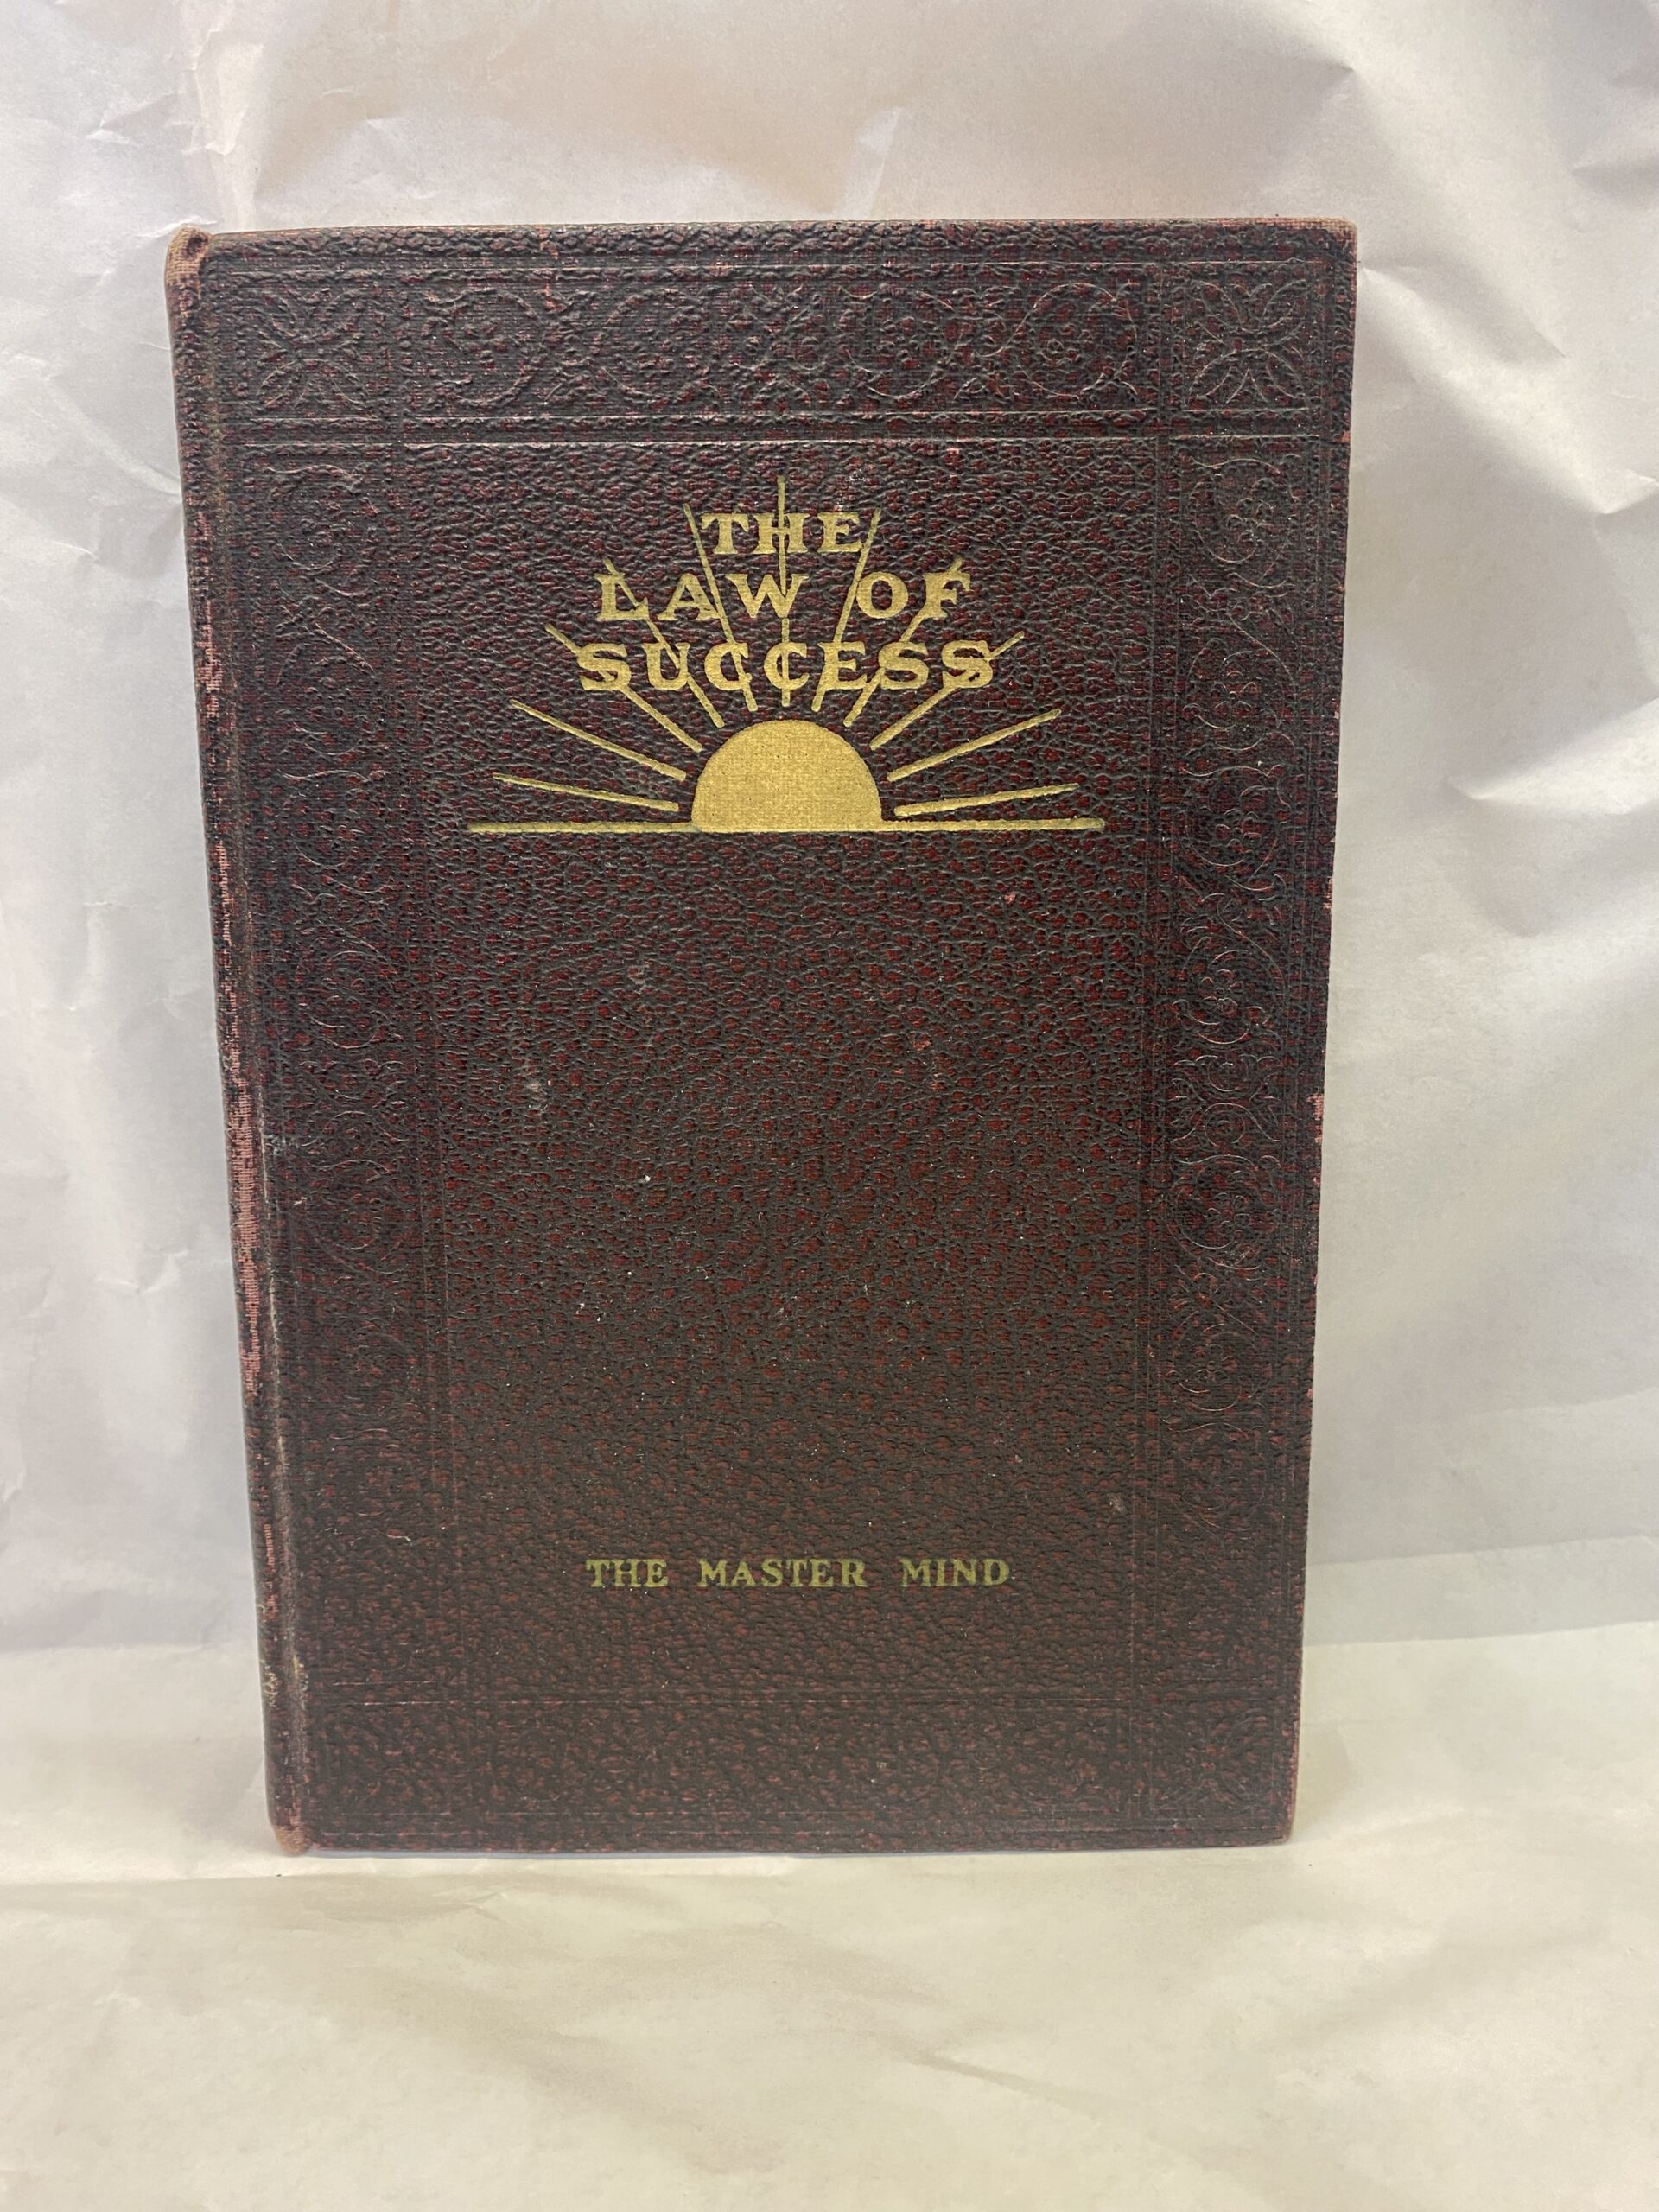 THE
LAW OF
SUCCESS
THE MASTER MIND